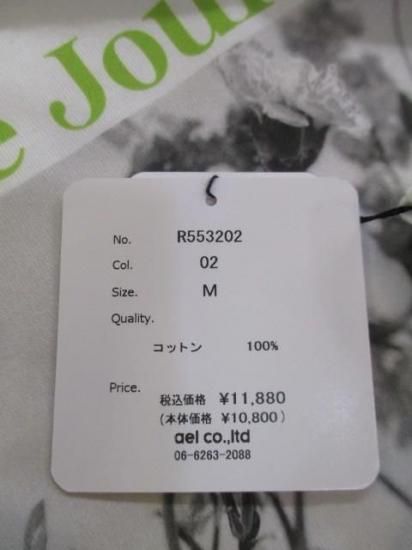 e Jour
No. R553202
Col. 02
Size. M
Quality.
コットン 100%
Price.
税込価格 ¥11,880
(本体価格 ¥10,800)
ael co.,ltd
06-6263-2088